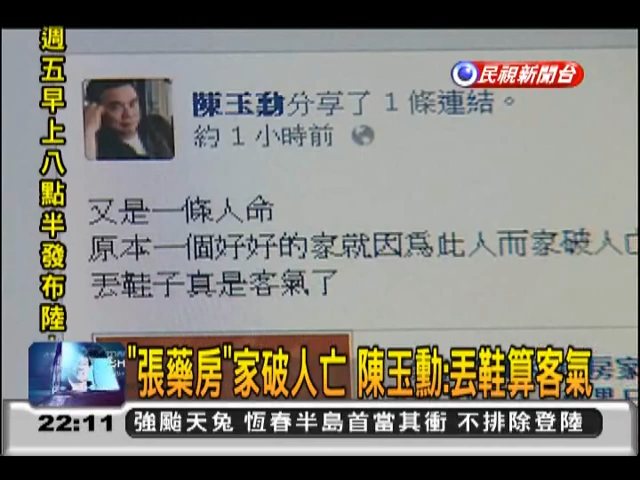 週五早上八點半發布陸
民視新聞台
陳玉勳分享了 1 條連結。
約 1 小時前
又是一條人命
原本一個好好的家就因為此人而家破人亡
丟鞋子真是客氣了
"張藥房"家破人亡 陳玉勳:丟鞋算客氣
22:11
強颱天兔 恆春半島首當其衝 不排除登陸